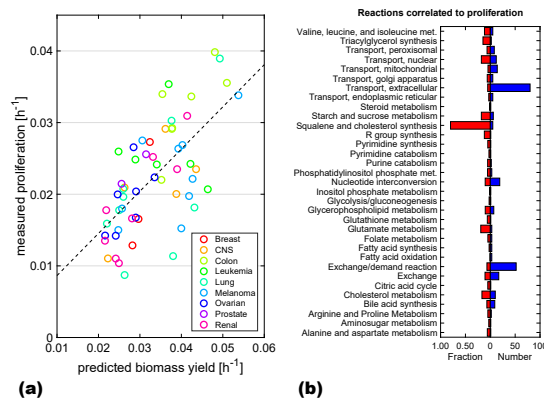 0.04
0.03
0.02
0.01
measured proliferation [h⁻¹]
Breast
CNS
Colon
Leukemia
Lung
Melanoma
Ovarian
Prostate
Renal
0.01 0.02 0.03 0.04 0.05 0.06
predicted biomass yield [h⁻¹]
(a)
Reactions correlated to proliferation
Valine, leucine, and isoleucine met.
Triacylglycerol synthesis
Transport, peroxisomal
Transport, nuclear
Transport, mitochondrial
Transport, golgi apparatus
Transport, extracellular
Transport, endoplasmic reticular
Steroid metabolism
Starch and sucrose metabolism
Squalene and cholesterol synthesis
R group synthesis
Pyrimidine synthesis
Pyrimidine catabolism
Purine catabolism
Phosphatidylinositol phosphate met.
Nucleotide interconversion
Inositol phosphate metabolism
Glycolysis/gluconeogenesis
Glycerophospholipid metabolism
Glutathione metabolism
Glutamate metabolism
Folate metabolism
Fatty acid synthesis
Fatty acid oxidation
Exchange/demand reaction
Exchange
Citric acid cycle
Cholesterol metabolism
Bile acid synthesis
Arginine and Proline Metabolism
Aminosugar metabolism
Alanine and aspartate metabolism
1.00 0.50 0 50 100
Fraction Number
(b)